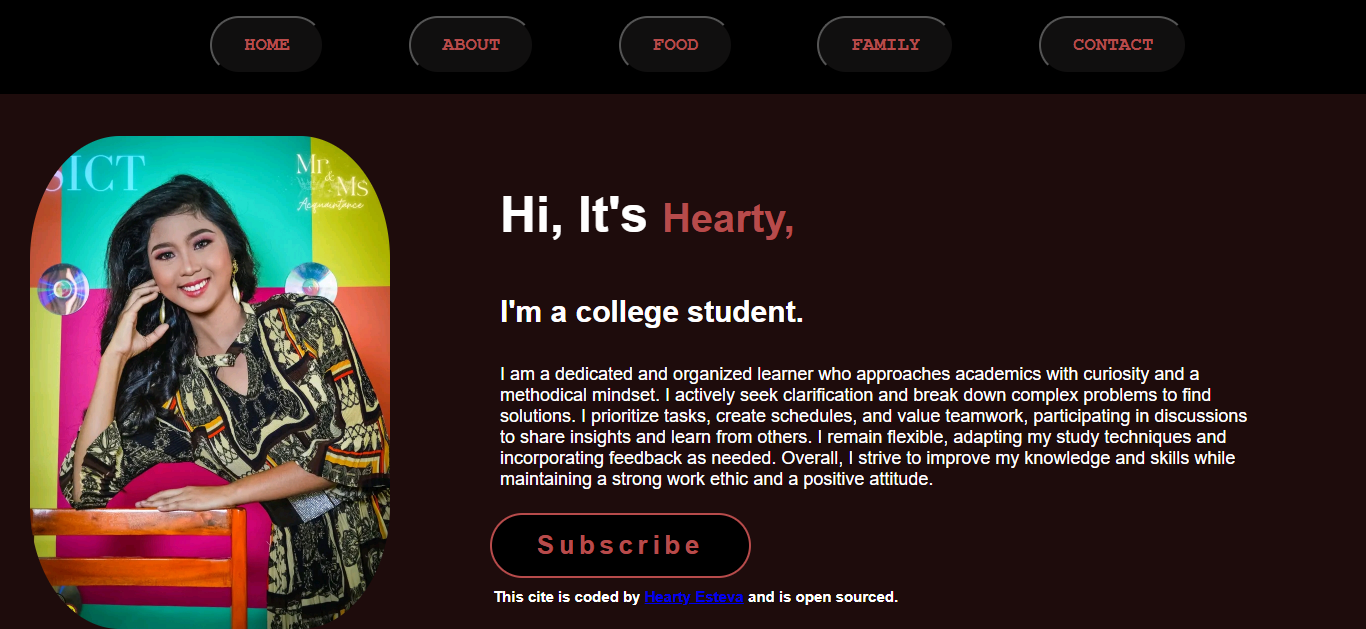 HOME ABOUT FOOD FAMILY CONTACT
SICT
Mr
& Ms
Acquaintance
Hi, It's Hearty,
I'm a college student.
I am a dedicated and organized learner who approaches academics with curiosity and a
methodical mindset. I actively seek clarification and break down complex problems to find
solutions. I prioritize tasks, create schedules, and value teamwork, participating in discussions
to share insights and learn from others. I remain flexible, adapting my study techniques and
incorporating feedback as needed. Overall, I strive to improve my knowledge and skills while
maintaining a strong work ethic and a positive attitude.
Subscribe
This cite is coded by Hearty Esteva and is open sourced.